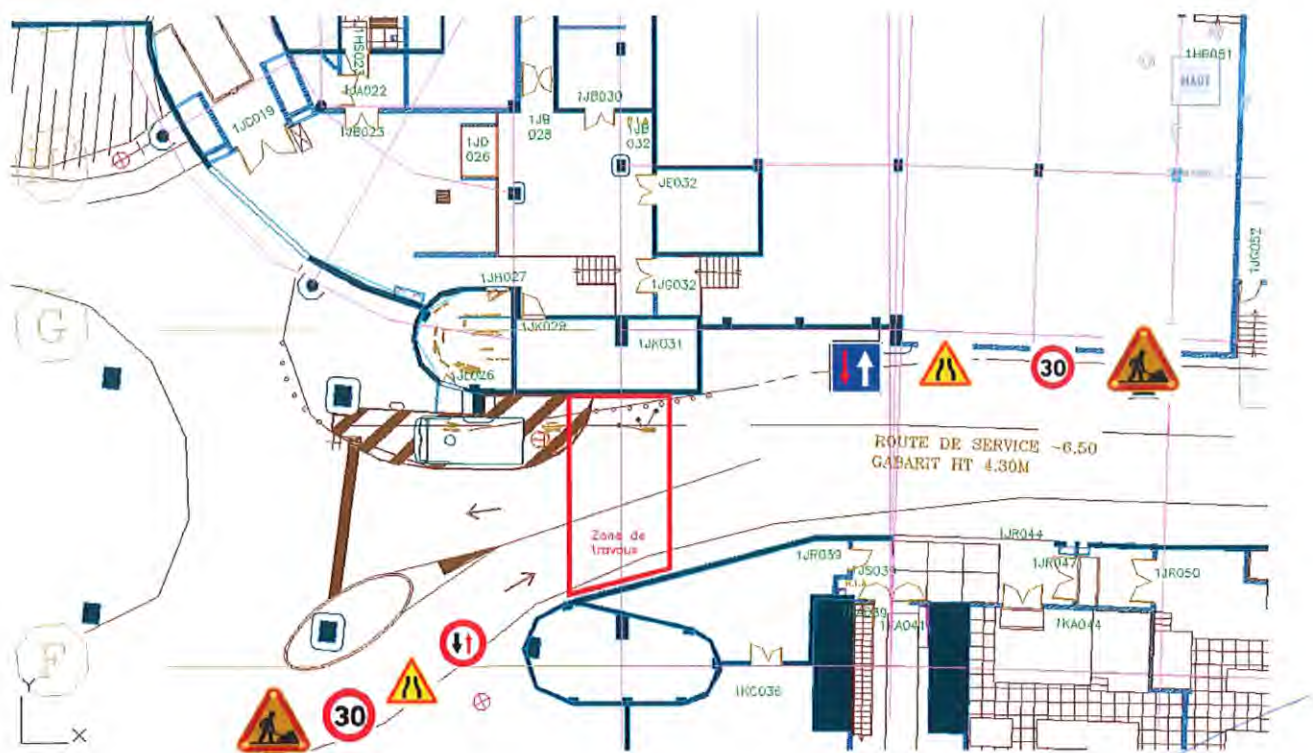 1HS023
1HB051
1JA022
HAUT
1JB030
1JC019
1JB023
1JB
028
1JB
032
1JD
026
JE032
1JG052
1JH027
1JG032
G
1JK029
1JK031
1JL026
30
ROUTE DE SERVICE -6.50
GABARIT HT 4.30M
Zone de
travaux
1JR039
1JR044
1JR047
1JR050
1KA041
1KA044
F
Y
1KC036
30
X